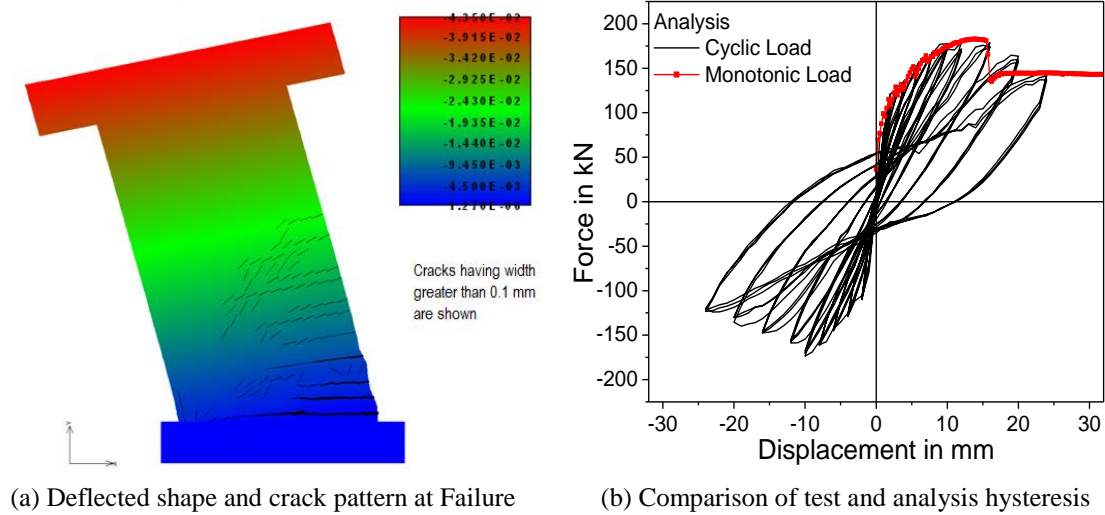 -4.350E-02
-3.915E-02
-3.420E-02
-2.925E-02
-2.430E-02
-1.935E-02
-1.440E-02
-9.450E-03
-4.500E-03
1.270E-06
Cracks having width
greater than 0.1 mm
are shown
Y
X
(a) Deflected shape and crack pattern at Failure
Analysis
Cyclic Load
Monotonic Load
Force in kN
225
200
150
100
50
0
-50
-100
-150
-200
-30
-20
-10
0
10
20
30
Displacement in mm
(b) Comparison of test and analysis hysteresis